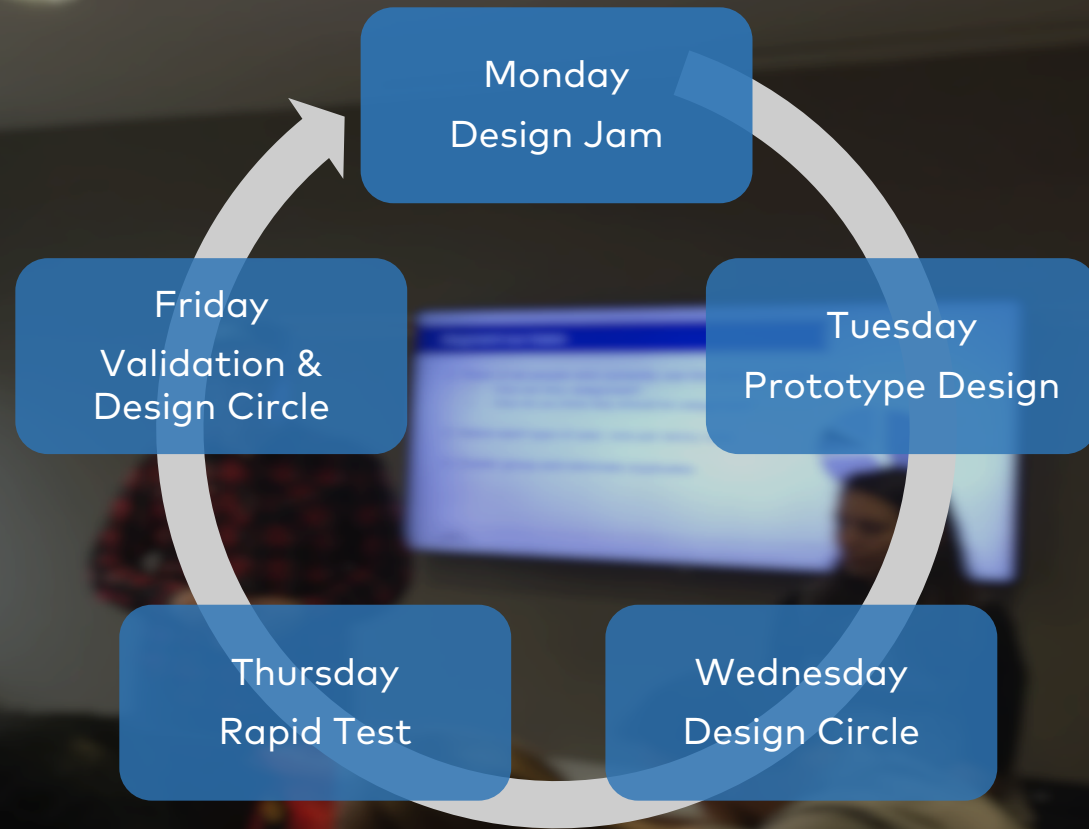 Monday
Design Jam
Tuesday
Prototype Design
Wednesday
Design Circle
Thursday
Rapid Test
Friday
Validation &
Design Circle